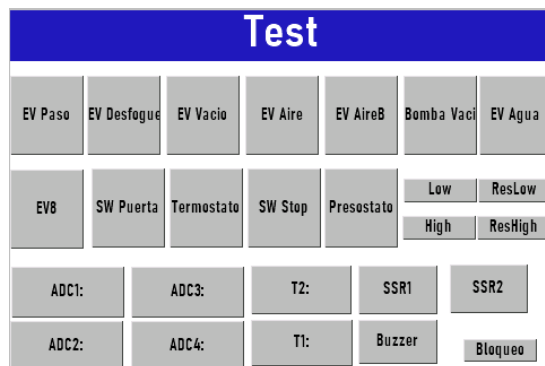 Test
EV Paso EV Desfogue EV Vacio EV Aire EV AireB Bomba Vaci EV Agua
EV8 SW Puerta Termostato SW Stop Presostato Low ResLow
High ResHigh
ADC1: ADC3: T2: SSR1 SSR2
ADC2: ADC4: T1: Buzzer Bloqueo